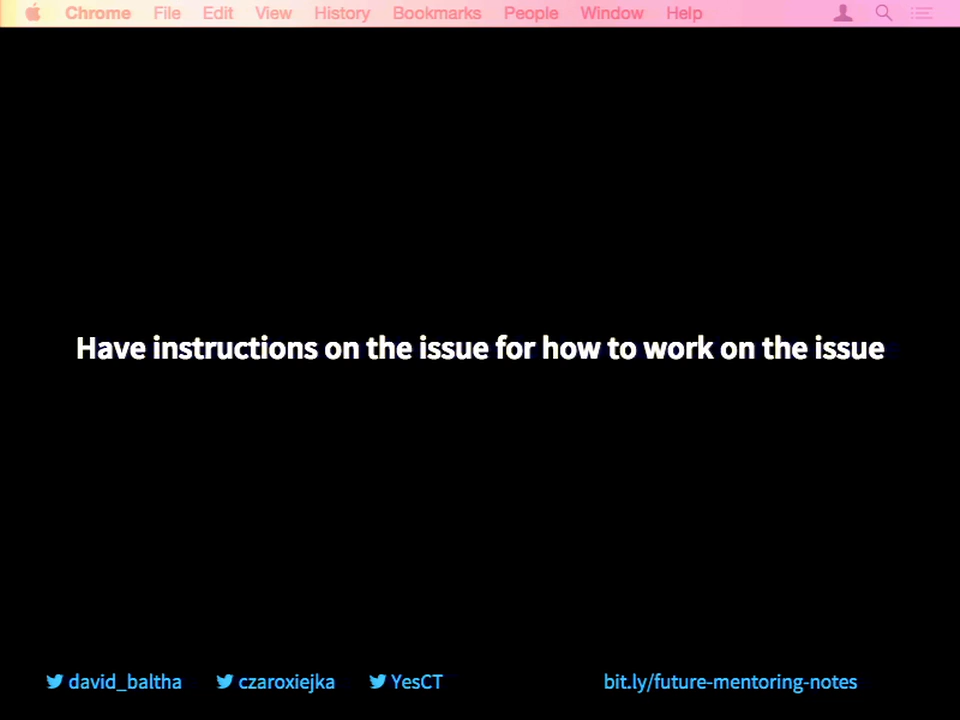 Chrome File Edit View History Bookmarks People Window Help
Have instructions on the issue for how to work on the issue
david_baltha czaroxiejka YesCT bit.ly/future-mentoring-notes